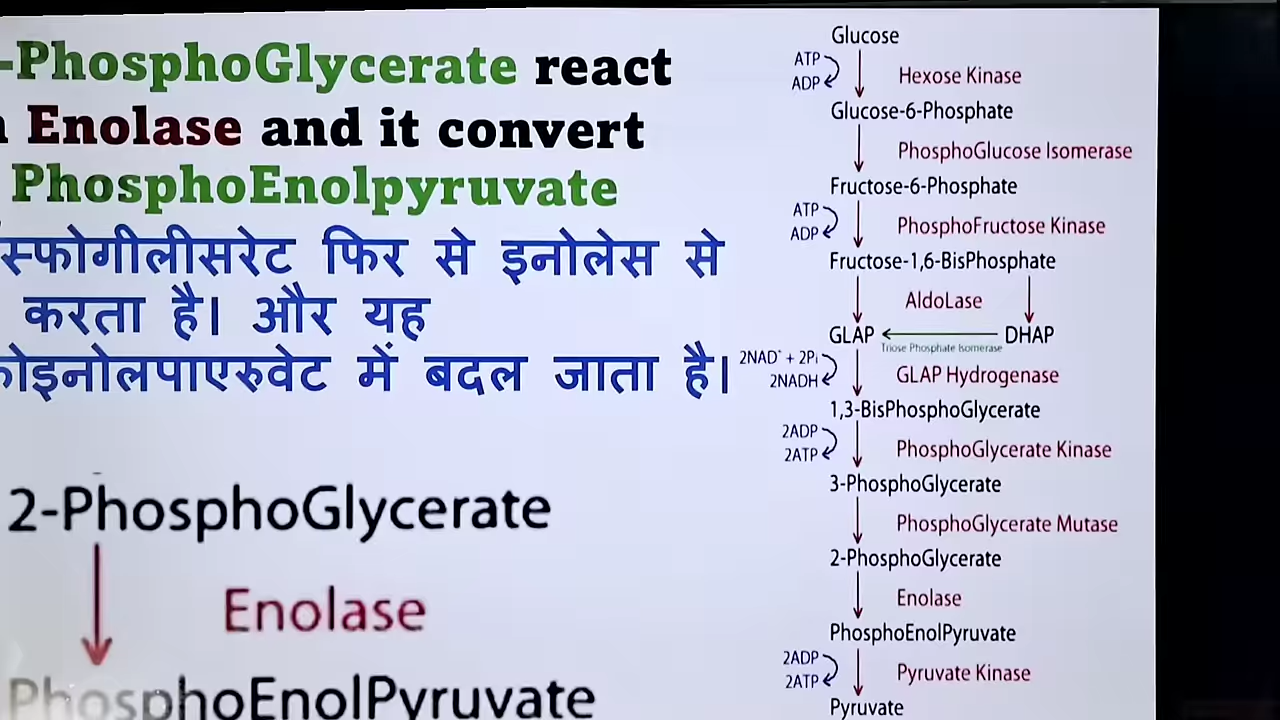 -PhosphoGlycerate react
Enolase and it convert
PhosphoEnolpyruvate
स्फोगीलीसरेट फिर से इनोलेस से
करता है। और यह
ोइनोलपाएरुवेट में बदल जाता है।
2-PhosphoGlycerate
Enolase
PhosphoEnolPyruvate
Glucose
ATP
ADP
Hexose Kinase
Glucose-6-Phosphate
PhosphoGlucose Isomerase
Fructose-6-Phosphate
ATP
ADP
PhosphoFructose Kinase
Fructose-1,6-BisPhosphate
AldoLase
GLAP
DHAP
Triose Phosphate Isomerase
2NAD⁺ + 2Pi
2NADH
GLAP Hydrogenase
1,3-BisPhosphoGlycerate
2ADP
2ATP
PhosphoGlycerate Kinase
3-PhosphoGlycerate
PhosphoGlycerate Mutase
2-PhosphoGlycerate
Enolase
PhosphoEnolPyruvate
2ADP
2ATP
Pyruvate Kinase
Pyruvate